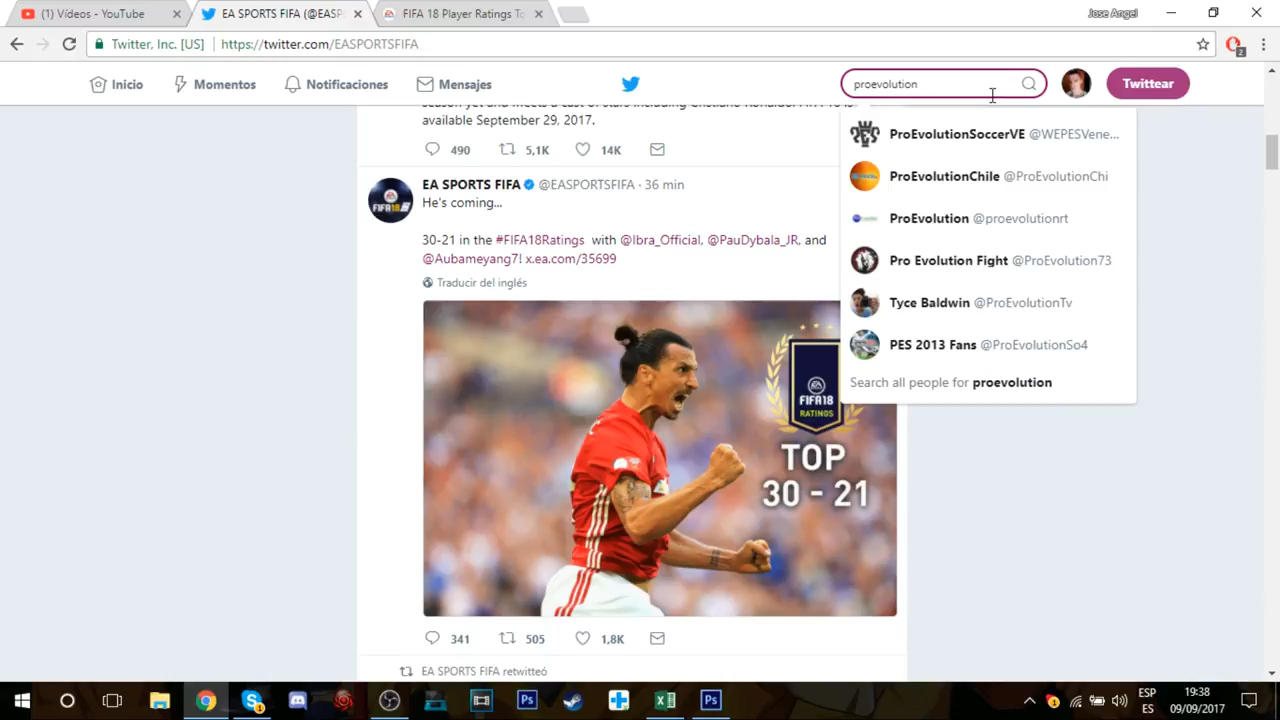 (1) Vídeos - YouTube
EA SPORTS FIFA (@EASP
FIFA 18 Player Ratings To
Jose Angel
Twitter, Inc. [US]
https://twitter.com/EASPORTSFIFA
2
Inicio
Momentos
Notificaciones
Mensajes
proevolution
Twittear
available September 29, 2017.
490
5,1K
14K
EA SPORTS FIFA @EASPORTSFIFA · 36 min
He's coming...
30-21 in the #FIFA18Ratings with @Ibra_Official, @PauDybala_JR, and
@Aubameyang7! x.ea.com/35699
Traducir del inglés
FIFA18
RATINGS
TOP
30 - 21
341
505
1,8K
EA SPORTS FIFA retwitteó
ProEvolutionSoccerVE @WEPESVene...
ProEvolutionChile @ProEvolutionChi
ProEvolution @proevolutionrt
Pro Evolution Fight @ProEvolution73
Tyce Baldwin @ProEvolutionTv
PES 2013 Fans @ProEvolutionSo4
Search all people for proevolution
ESP
ES
19:38
09/09/2017